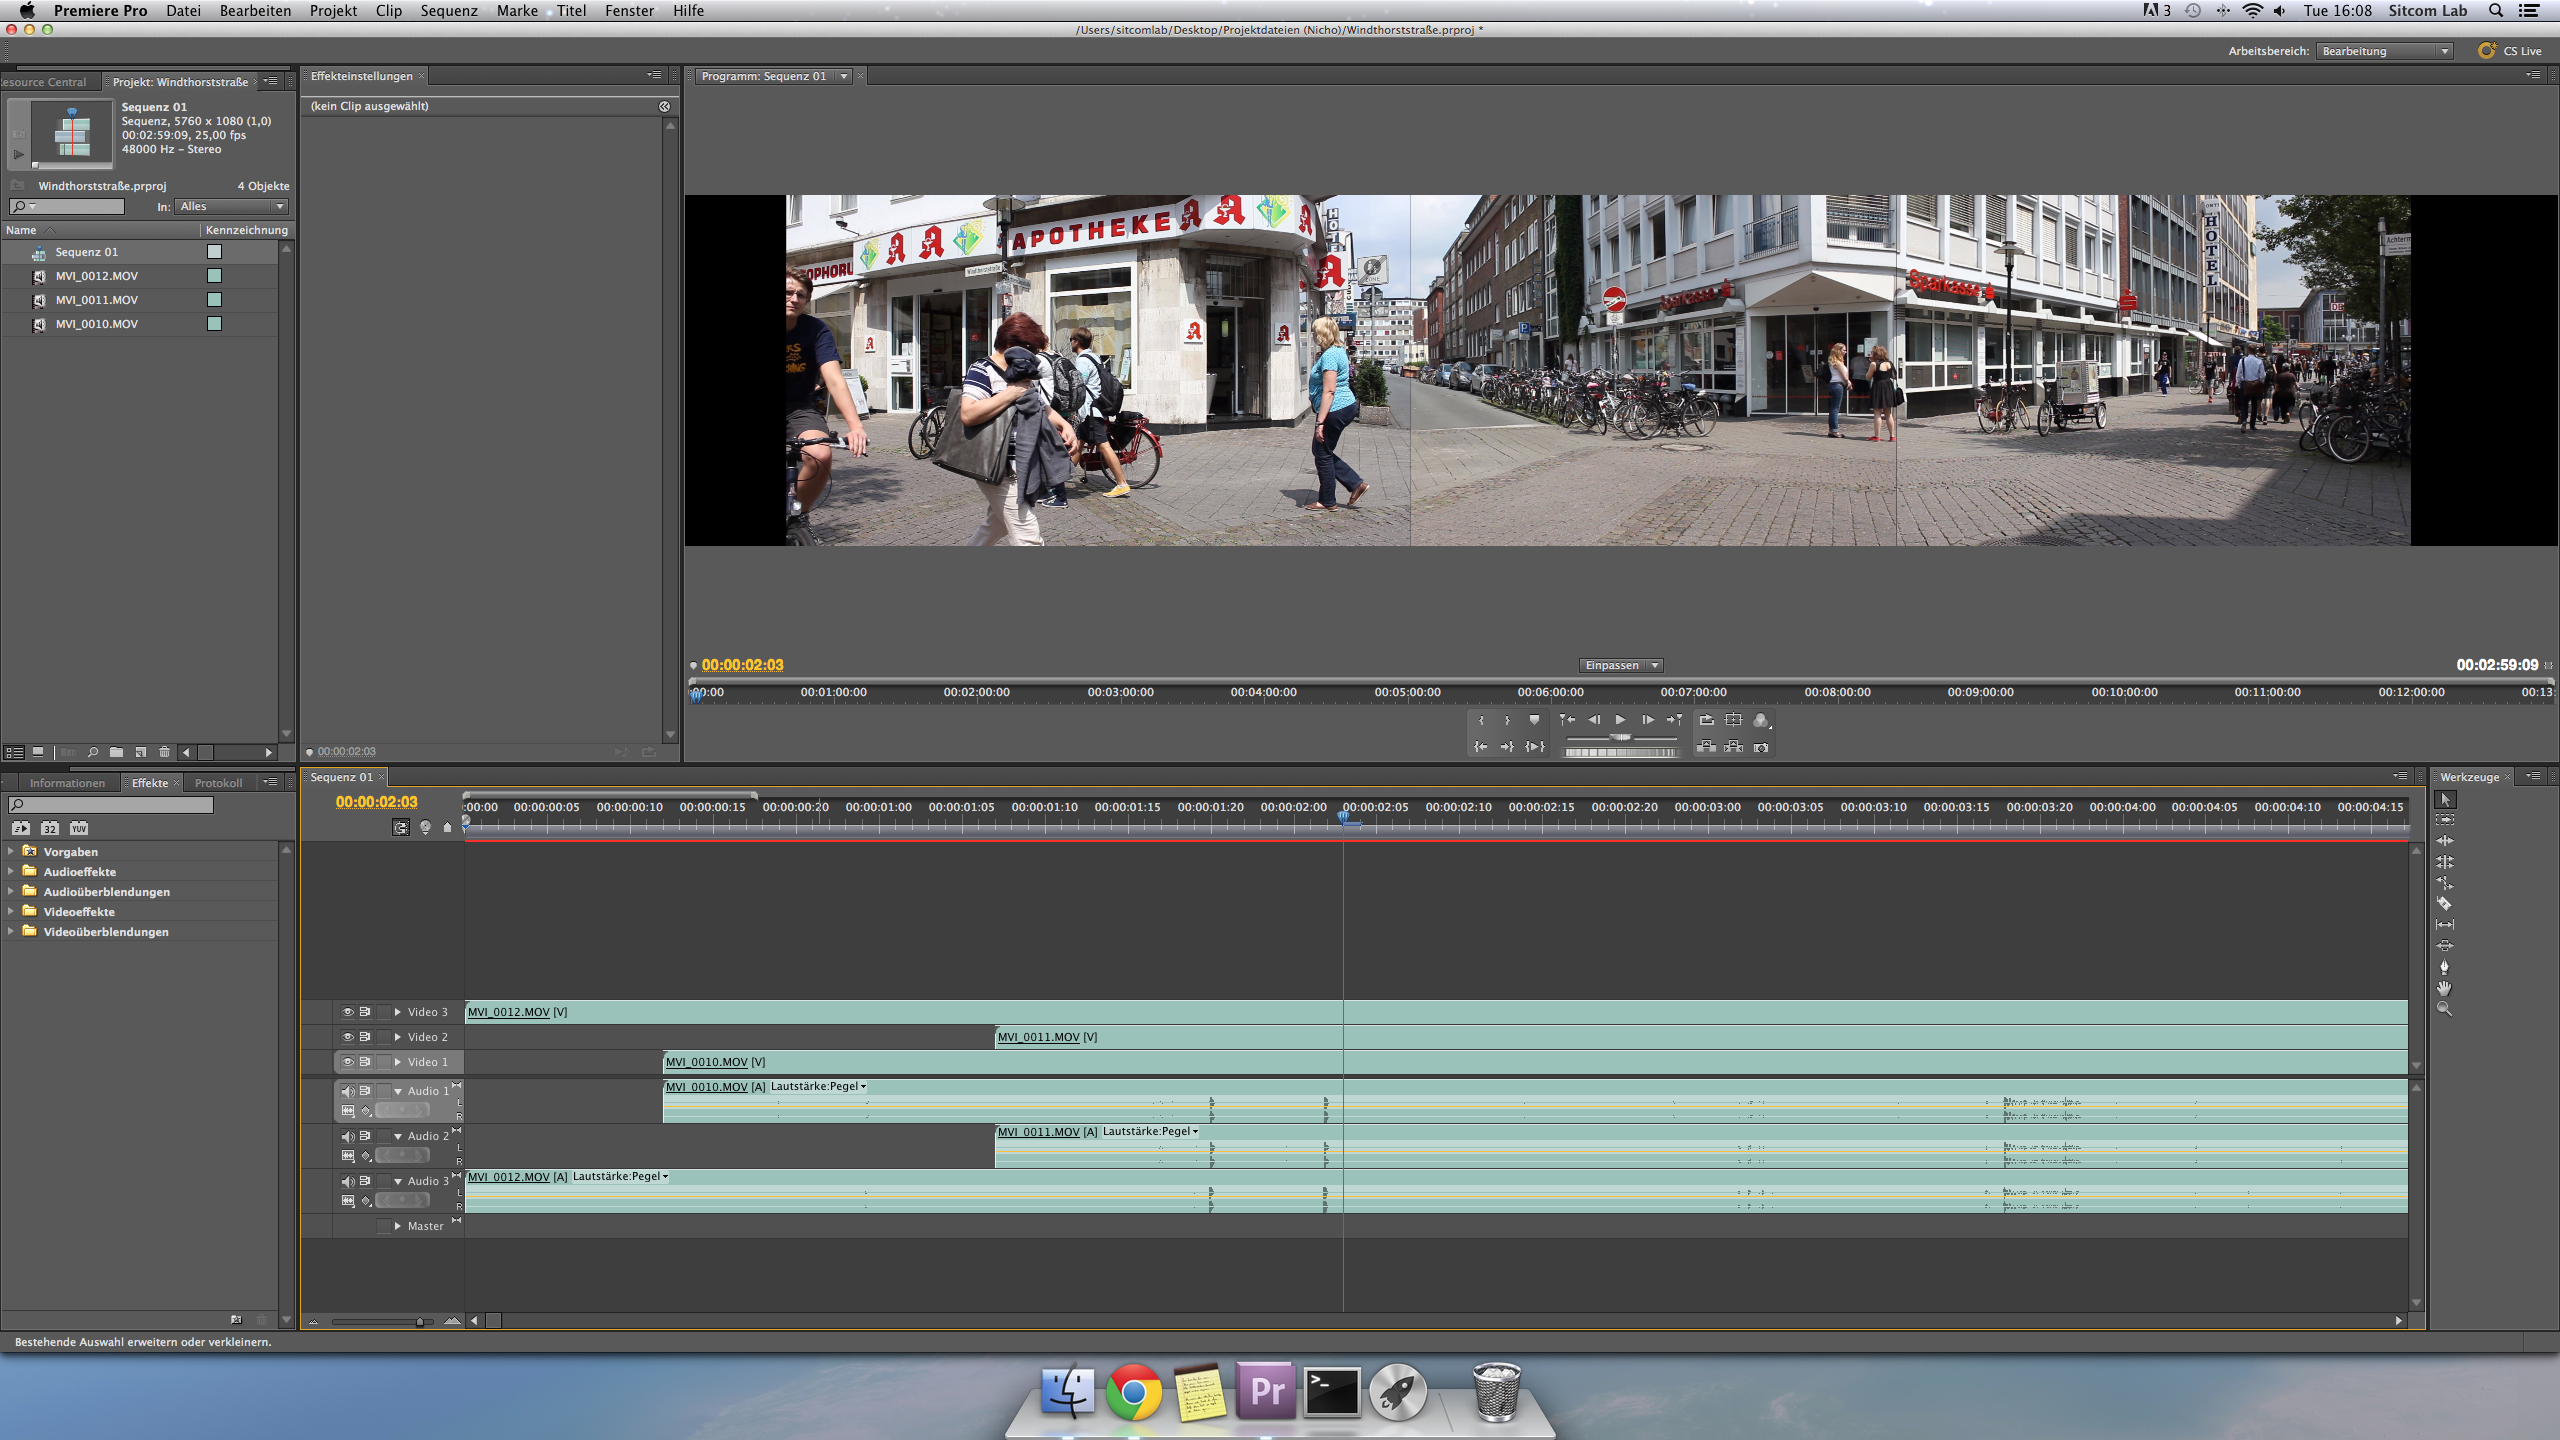 Premiere Pro Datei Bearbeiten Projekt Clip Sequenz Marke Titel Fenster Hilfe
3 Tue 16:08 Sitcom Lab
/Users/sitcomlab/Desktop/Projektdateien (Nicho)/Windthorststraße.prproj *
Arbeitsbereich: Bearbeitung CS Live
esource Central Projekt: Windthorststraße
Sequenz 01
Sequenz, 5760 x 1080 (1,0)
00:02:59:09, 25,00 fps
48000 Hz – Stereo
Windthorststraße.prproj 4 Objekte
In: Alles
Name Kennzeichnung
Sequenz 01
MVI_0012.MOV
MVI_0011.MOV
MVI_0010.MOV
Effekteinstellungen
(kein Clip ausgewählt)
00:00:02:03
Programm: Sequenz 01
APOTHEKE
OPHORU
Windthorststraße
Sparkasse
Sparkasse
HOTEL
Achterm
00:00:02:03 Einpassen 00:02:59:09
:00:00 00:01:00:00 00:02:00:00 00:03:00:00 00:04:00:00 00:05:00:00 00:06:00:00 00:07:00:00 00:08:00:00 00:09:00:00 00:10:00:00 00:11:00:00 00:12:00:00 00:13:
Informationen Effekte Protokoll
32 YUV
Vorgaben
Audioeffekte
Audioüberblendungen
Videoeffekte
Videoüberblendungen
Sequenz 01
00:00:02:03
:00:00 00:00:00:05 00:00:00:10 00:00:00:15 00:00:00:20 00:00:01:00 00:00:01:05 00:00:01:10 00:00:01:15 00:00:01:20 00:00:02:00 00:00:02:05 00:00:02:10 00:00:02:15 00:00:02:20 00:00:03:00 00:00:03:05 00:00:03:10 00:00:03:15 00:00:03:20 00:00:04:00 00:00:04:05 00:00:04:10 00:00:04:15
Video 3 MVI_0012.MOV [V]
Video 2 MVI_0011.MOV [V]
Video 1 MVI_0010.MOV [V]
Audio 1 L R MVI_0010.MOV [A] Lautstärke:Pegel
Audio 2 L R MVI_0011.MOV [A] Lautstärke:Pegel
Audio 3 L R MVI_0012.MOV [A] Lautstärke:Pegel
Master
Werkzeuge
Bestehende Auswahl erweitern oder verkleinern.
Pr